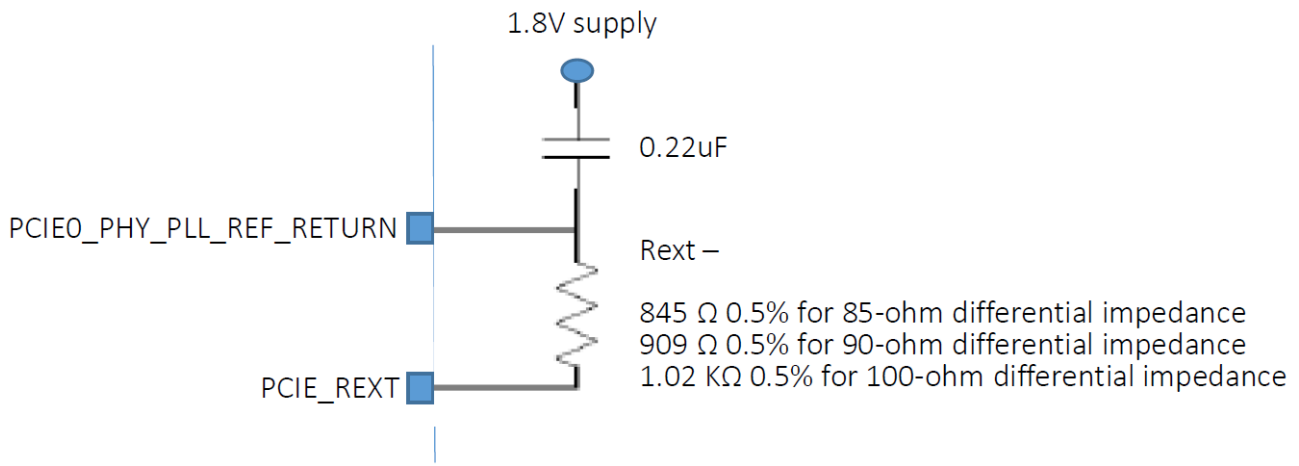 1.8V supply
0.22uF
PCIE0_PHY_PLL_REF_RETURN
Rext –
845 Ω 0.5% for 85-ohm differential impedance
909 Ω 0.5% for 90-ohm differential impedance
1.02 KΩ 0.5% for 100-ohm differential impedance
PCIE_REXT